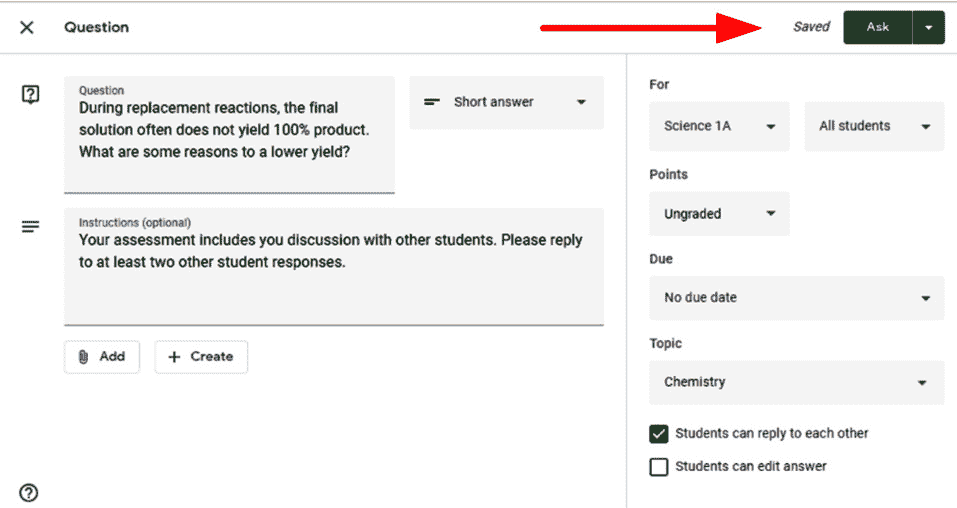 Question
Saved
Ask
Question
During replacement reactions, the final
solution often does not yield 100% product.
What are some reasons to a lower yield?
Short answer
Instructions (optional)
Your assessment includes you discussion with other students. Please reply
to at least two other student responses.
Add
Create
For
Science 1A
All students
Points
Ungraded
Due
No due date
Topic
Chemistry
Students can reply to each other
Students can edit answer